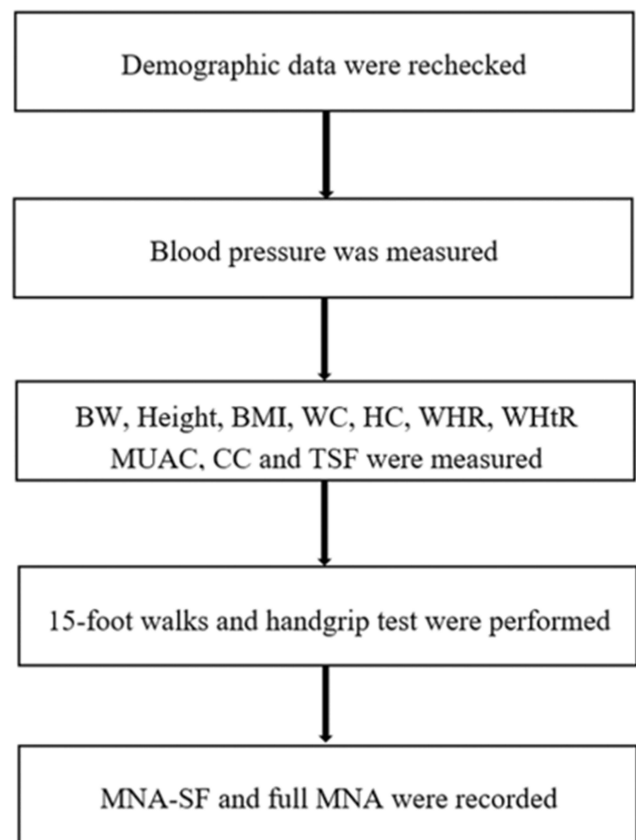 Demographic data were rechecked
Blood pressure was measured
BW, Height, BMI, WC, HC, WHR, WHtR
MUAC, CC and TSF were measured
15-foot walks and handgrip test were performed
MNA-SF and full MNA were recorded